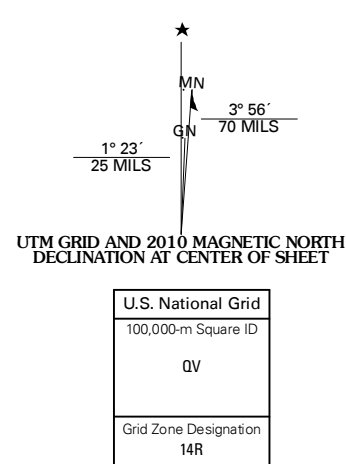 ★
MN
3° 56´
70 MILS
GN
1° 23´
25 MILS
UTM GRID AND 2010 MAGNETIC NORTH
DECLINATION AT CENTER OF SHEET
U.S. National Grid
100,000-m Square ID
QV
Grid Zone Designation
14R